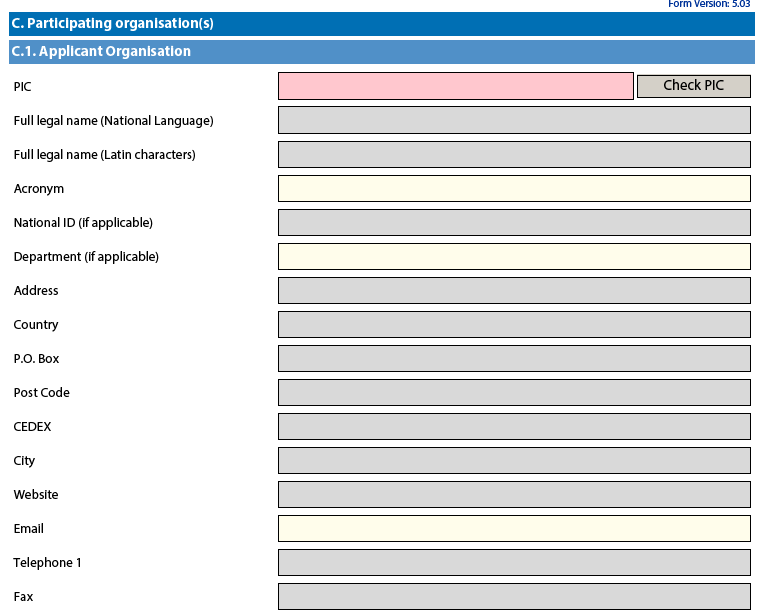 Form Version: 5.03
C. Participating organisation(s)
C.1. Applicant Organisation
PIC
Check PIC
Full legal name (National Language)
Full legal name (Latin characters)
Acronym
National ID (if applicable)
Department (if applicable)
Address
Country
P.O. Box
Post Code
CEDEX
City
Website
Email
Telephone 1
Fax